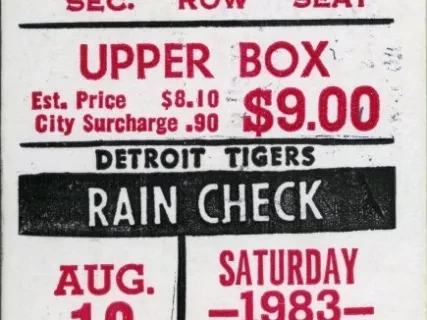 SEC. ROW SEAT
UPPER BOX
Est. Price $8.10
City Surcharge .90
$9.00
DETROIT TIGERS
RAIN CHECK
AUG.
SATURDAY
—1983—